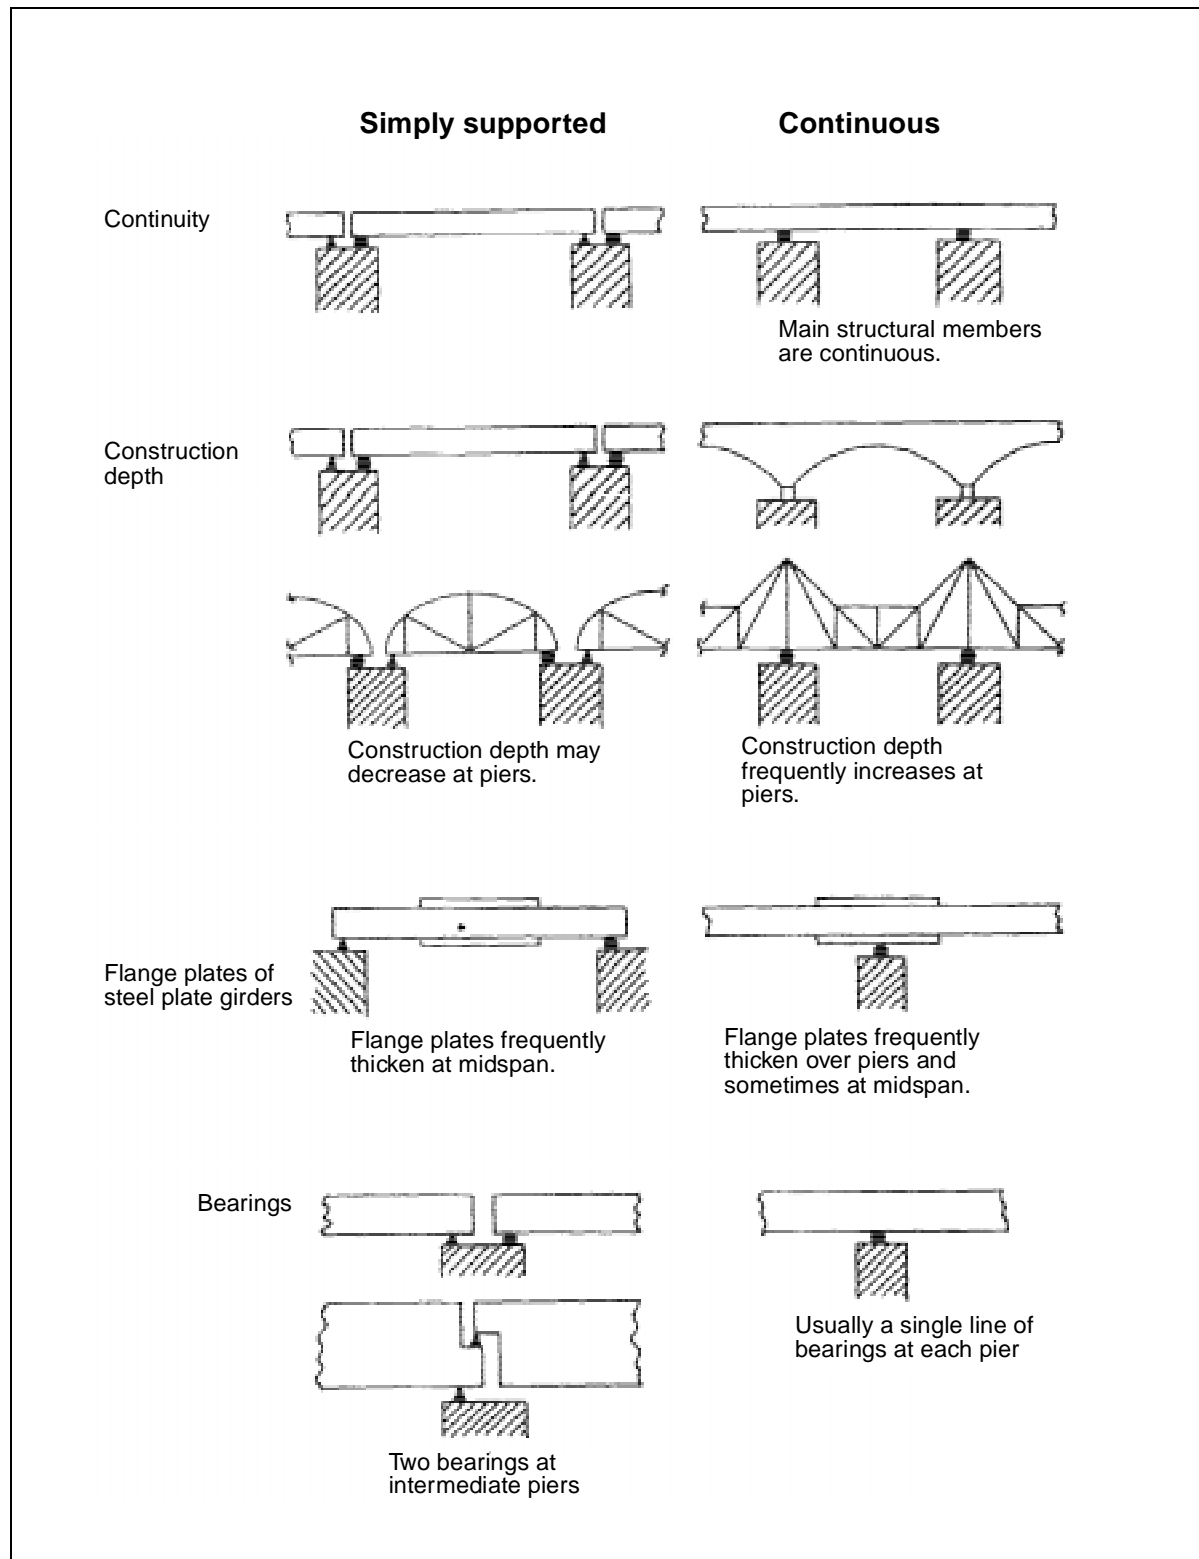 Simply supported
Continuous
Continuity
Main structural members
are continuous.
Construction
depth
Construction depth may
decrease at piers.
Construction depth
frequently increases at
piers.
Flange plates of
steel plate girders
Flange plates frequently
thicken at midspan.
Flange plates frequently
thicken over piers and
sometimes at midspan.
Bearings
Two bearings at
intermediate piers
Usually a single line of
bearings at each pier